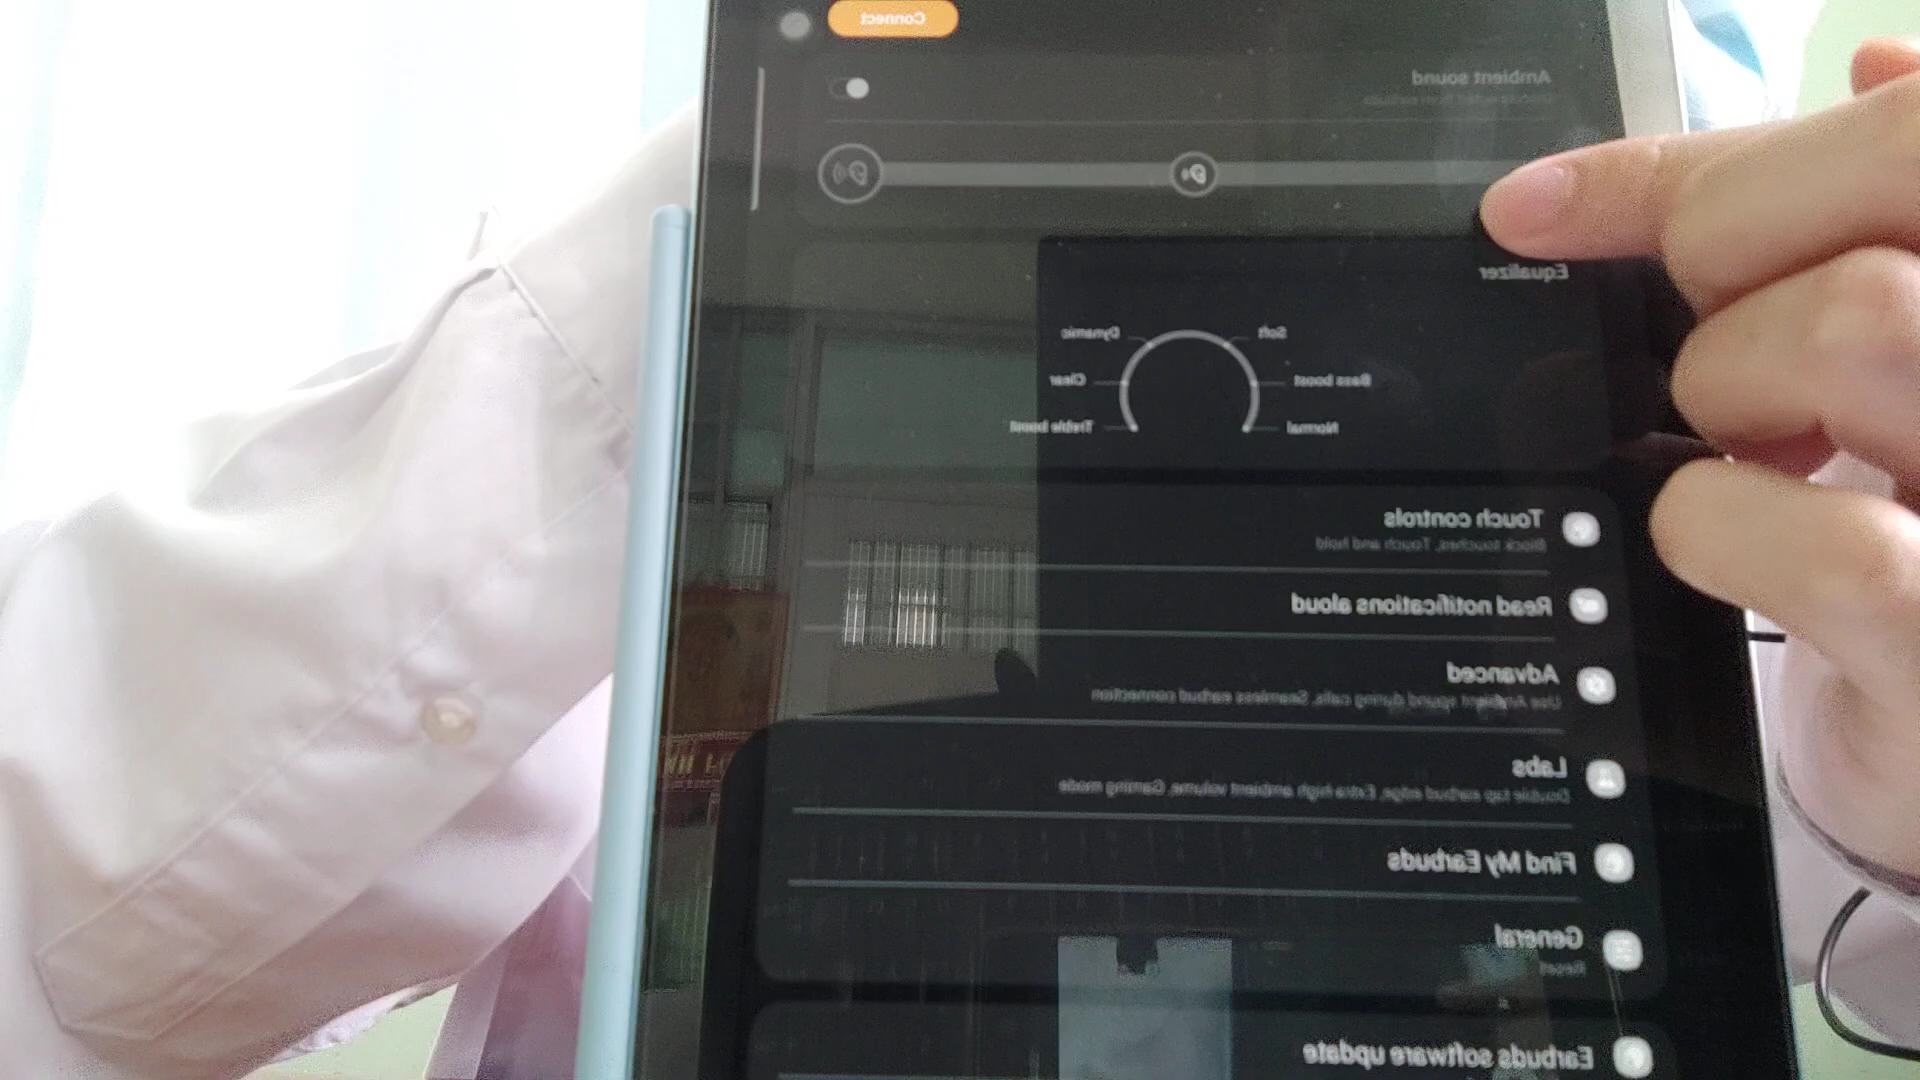 Connect
Ambient sound
Equalizer
Soft
Dynamic
Bass boost
Clear
Normal
Treble boost
Touch controls
Block touches, Touch and hold
Read notifications aloud
Advanced
Use Ambient sound during calls, Seamless earbud connection
Labs
Double tap earbud edge, Extra high ambient volume, Gaming mode
Find My Earbuds
General
Reset
Earbuds software update